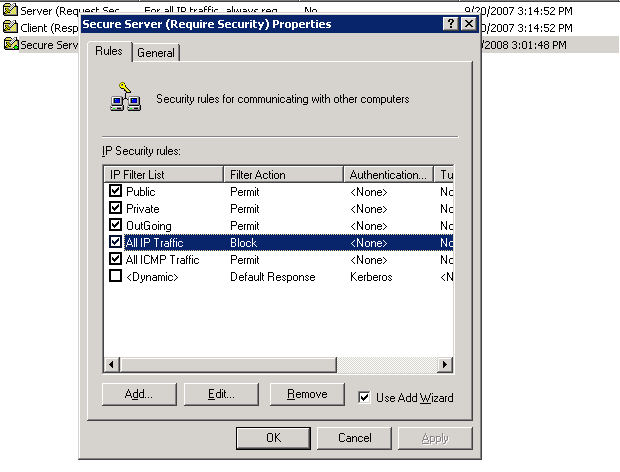 Server (Request Sec... For all IP traffic, always req... No 9/20/2007 3:14:52 PM
Secure Server (Require Security) Properties
Client (Resp 9/20/2007 3:14:52 PM
Secure Serv /2008 3:01:48 PM
Rules General
Security rules for communicating with other computers
IP Security rules:
IP Filter List Filter Action Authentication... Tu
Public Permit <None> No
Private Permit <None> No
OutGoing Permit <None> No
All IP Traffic Block <None> No
All ICMP Traffic Permit <None> No
<Dynamic> Default Response Kerberos <N
Add... Edit... Remove Use Add Wizard
OK Cancel Apply